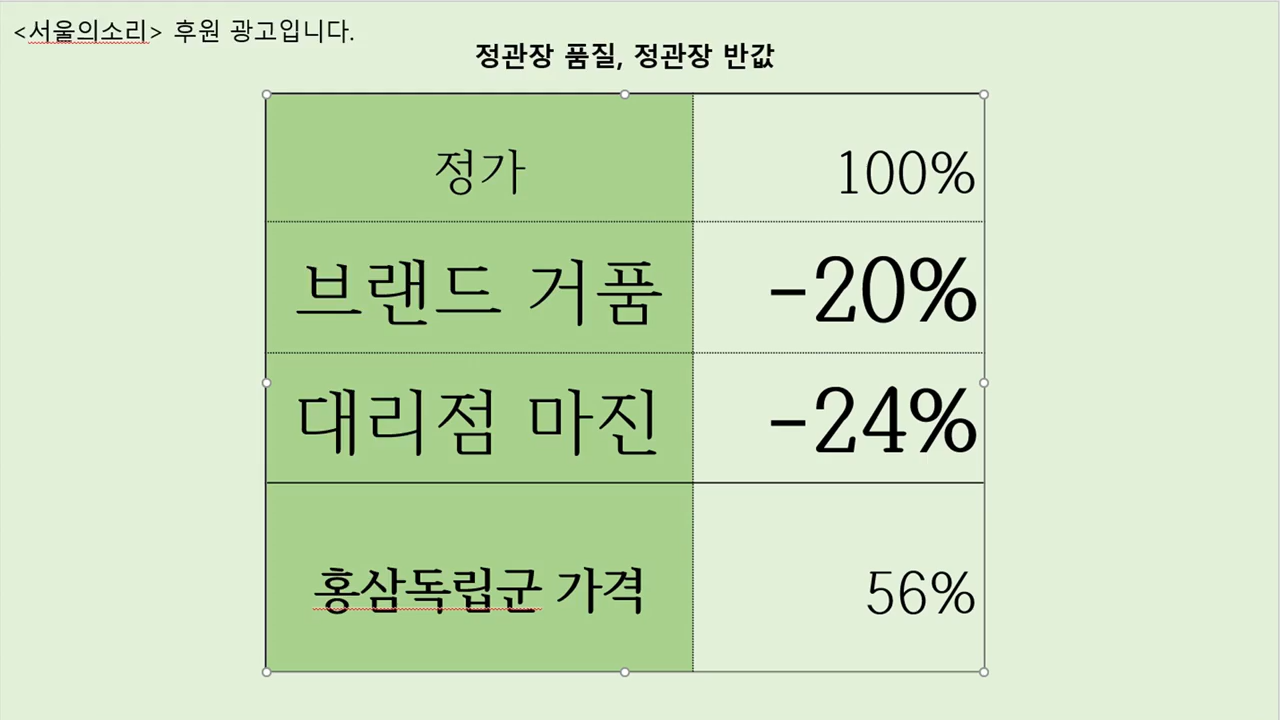 <서울의소리> 후원 광고입니다.
정관장 품질, 정관장 반값
정가 100%
브랜드 거품 -20%
대리점 마진 -24%
홍삼독립군 가격 56%